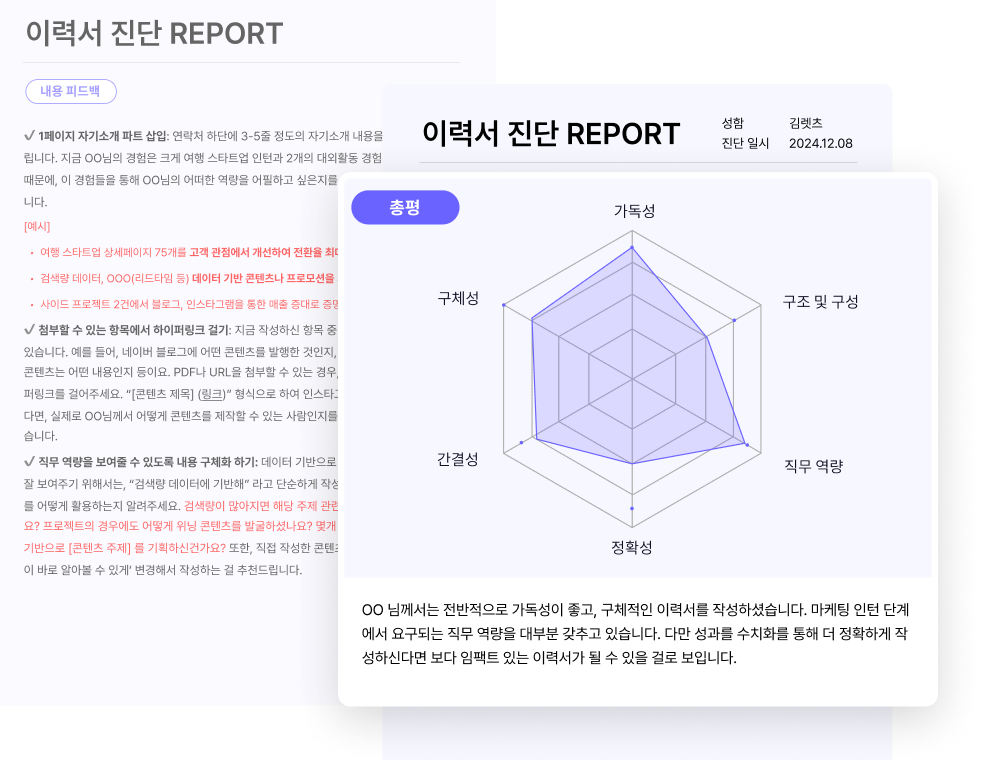 이력서 진단 REPORT
내용 피드백
✓ 1페이지 자기소개 파트 삽입: 연락처 하단에 3-5줄 정도의 자기소개 내용을
립니다. 지금 OO님의 경험은 크게 여행 스타트업 인턴과 2개의 대외활동 경험
때문에, 이 경험들을 통해 OO님의 어떠한 역량을 어필하고 싶은지를
니다.
[예시]
• 여행 스타트업 상세페이지 75개를 고객 관점에서 개선하여 전환을
• 검색량 데이터, OOO(리드타임 등) 데이터 기반 콘텐츠나 프로모션을
• 사이드 프로젝트 2건에서 블로그, 인스타그램을 통한 매출 증대로
✓ 첨부할 수 있는 항목에서 하이퍼링크 걸기: 지금 작성하신 항목 중
있습니다. 예를 들어, 네이버 블로그에 어떤 콘텐츠를 발행한 것인지,
콘텐츠는 어떤 내용인지 등이요. PDF나 URL을 첨부할 수 있는 경우,
퍼링크를 걸어주세요. “[콘텐츠 제목] (링크)” 형식으로 하여
다면, 실제로 OO님께서 어떻게 콘텐츠를 제작할 수 있는 사람인지를
습니다.
✓ 직무 역량을 보여줄 수 있도록 내용 구체화 하기: 데이터 기반으로
잘 보여주기 위해서는, “검색량 데이터에 기반해” 라고 단순하게
를 어떻게 활용하는지 알려주세요. 검색량이 많아지면 해당 주제
요? 프로젝트의 경우에도 어떻게 위닝 콘텐츠를 발굴하셨나요? 몇개
기반으로 [콘텐츠 주제] 를 기획하신건가요? 또한, 직접 작성한
이 바로 알아볼 수 있게’ 변경해서 작성하는 걸 추천드립니다.
이력서 진단 REPORT
성함 김렛츠
진단 일시 2024.12.08
총평
가독성
구조 및 구성
직무 역량
정확성
간결성
구체성
OO 님께서는 전반적으로 가독성이 좋고, 구체적인 이력서를 작성하셨습니다. 마케팅 인턴 단계
에서 요구되는 직무 역량을 대부분 갖추고 있습니다. 다만 성과를 수치화를 통해 더 정확하게 작
성하신다면 보다 임팩트 있는 이력서가 될 수 있을 걸로 보입니다.